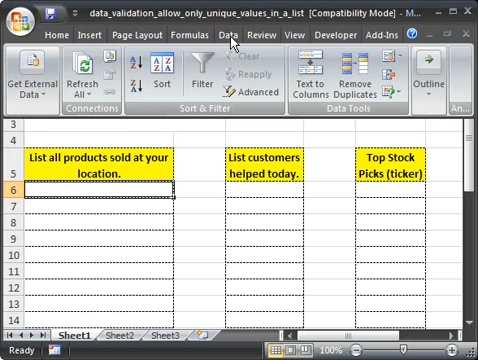 data_validation_allow_only_unique_values_in_a_list [Compatibility Mode] - M...
Home Insert Page Layout Formulas Data Review View Developer Add-Ins
Get External Data
Refresh All
Connections
Sort
Filter
Clear
Reapply
Advanced
Sort & Filter
Text to Columns
Remove Duplicates
Data Tools
Outline
An...
3
4
5
List all products sold at your
location.
List customers
helped today.
Top Stock
Picks (ticker)
6
7
8
9
10
11
12
13
14
Sheet1 Sheet2 Sheet3
Ready 100%